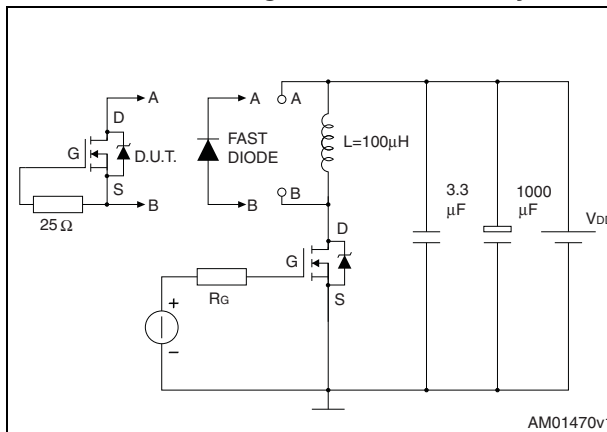 A
D
G
D.U.T.
S
B
25 Ω
A
FAST
DIODE
B
A
L=100μH
B
D
G
S
RG
+
–
3.3
μF
1000
μF
AM01470v1